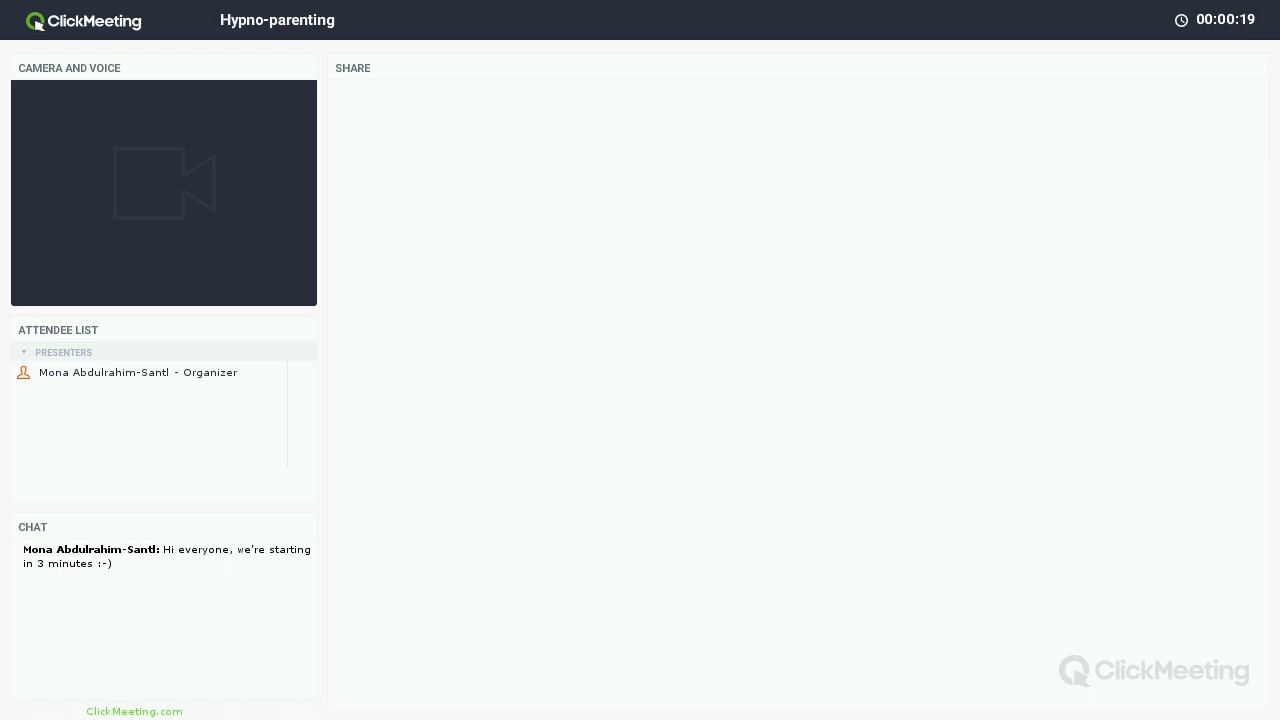 ClickMeeting
Hypno-parenting
00:00:19
CAMERA AND VOICE
SHARE
ATTENDEE LIST
PRESENTERS
Mona Abdulrahim-Santl - Organizer
CHAT
Mona Abdulrahim-Santl: Hi everyone, we're starting
in 3 minutes :-)
ClickMeeting
ClickMeeting.com